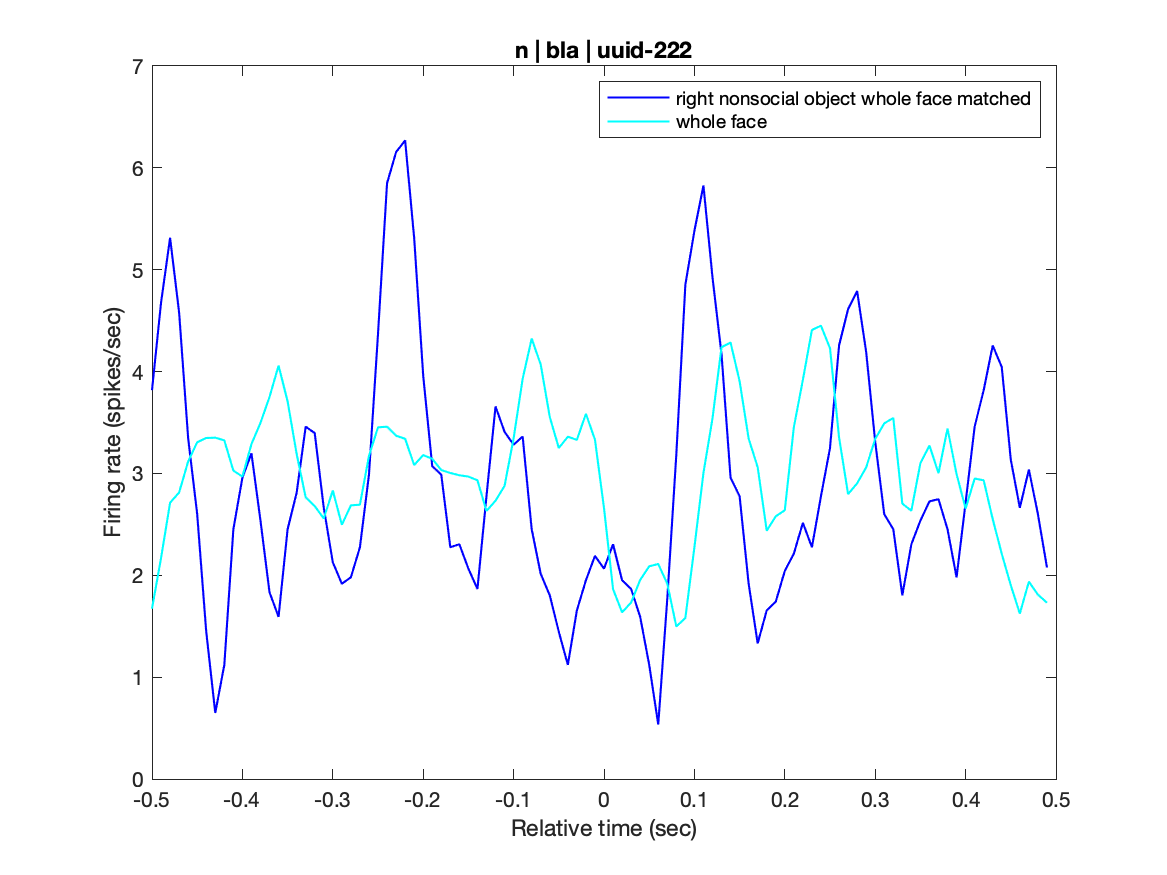 n | bla | uuid-222
right nonsocial object whole face matched
whole face
Firing rate (spikes/sec)
7
6
5
4
3
2
1
0
-0.5 -0.4 -0.3 -0.2 -0.1 0 0.1 0.2 0.3 0.4 0.5
Relative time (sec)